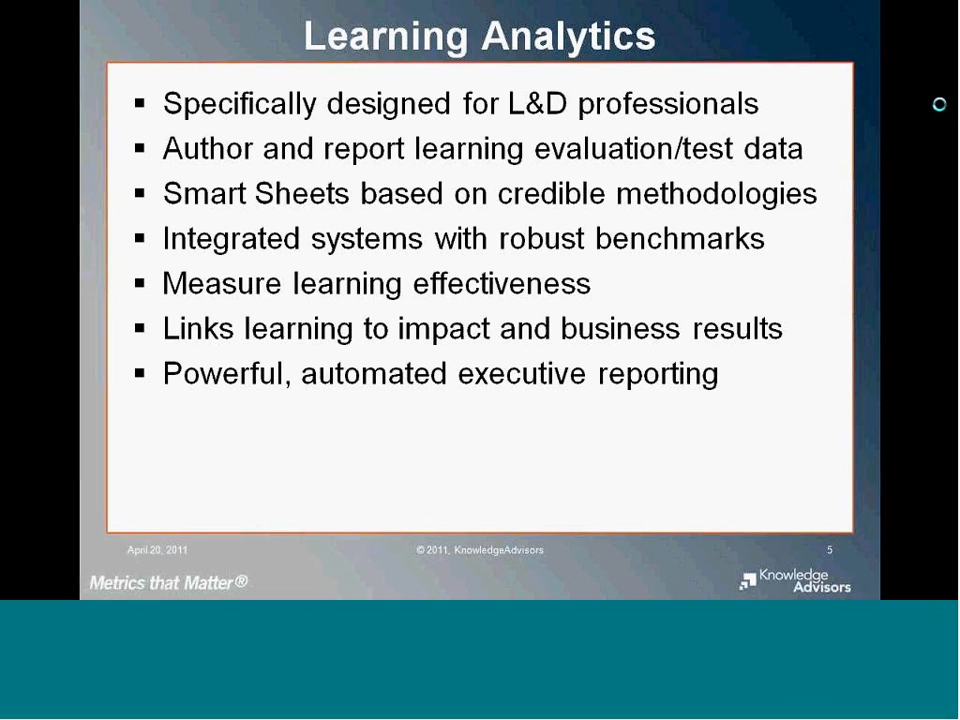 Learning Analytics
▪ Specifically designed for L&D professionals
▪ Author and report learning evaluation/test data
▪ Smart Sheets based on credible methodologies
▪ Integrated systems with robust benchmarks
▪ Measure learning effectiveness
▪ Links learning to impact and business results
▪ Powerful, automated executive reporting
April 20, 2011
© 2011, KnowledgeAdvisors
5
Metrics that Matter®
Knowledge
Advisors